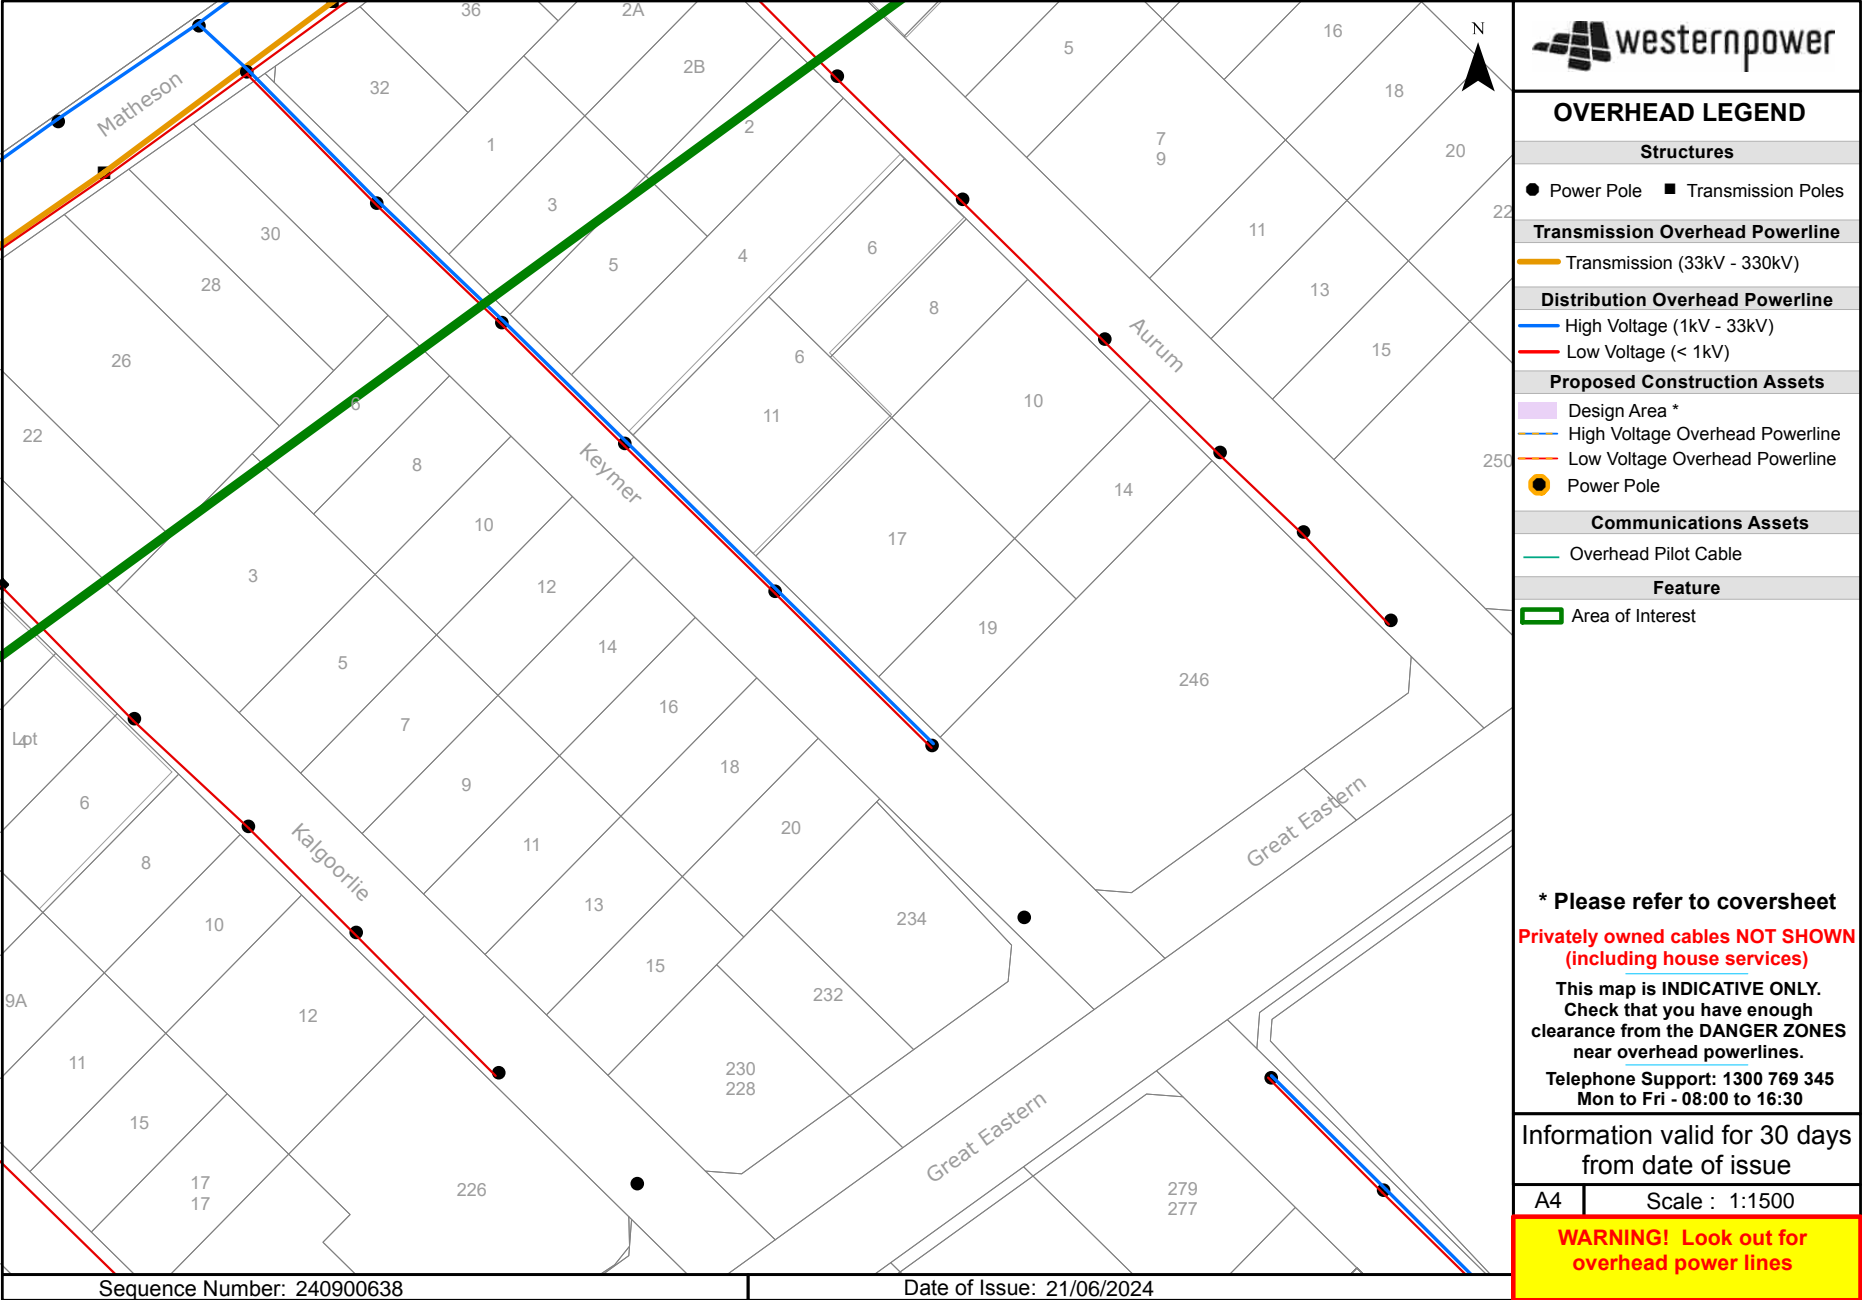 westernpower
OVERHEAD LEGEND
Structures
Power Pole
Transmission Poles
Transmission Overhead Powerline
Transmission (33kV - 330kV)
Distribution Overhead Powerline
High Voltage (1kV - 33kV)
Low Voltage (< 1kV)
Proposed Construction Assets
Design Area *
High Voltage Overhead Powerline
Low Voltage Overhead Powerline
Power Pole
Communications Assets
Overhead Pilot Cable
Feature
Area of Interest
* Please refer to coversheet
Privately owned cables NOT SHOWN
(including house services)
This map is INDICATIVE ONLY.
Check that you have enough
clearance from the DANGER ZONES
near overhead powerlines.
Telephone Support: 1300 769 345
Mon to Fri - 08:00 to 16:30
Information valid for 30 days
from date of issue
A4
Scale : 1:1500
WARNING! Look out for
overhead power lines
N
36
2A
16
5
2B
32
18
Matheson
2
1
7
9
20
3
22
30
11
6
4
5
28
13
8
Aurum
15
6
26
10
6
11
22
8
Keymer
250
14
10
17
3
12
19
14
5
246
16
7
Lot
4
18
9
6
Great Eastern
20
11
Kalgoorlie
8
13
234
10
15
232
9A
12
11
230
228
Great Eastern
15
17
17
226
279
277
Sequence Number: 240900638
Date of Issue: 21/06/2024